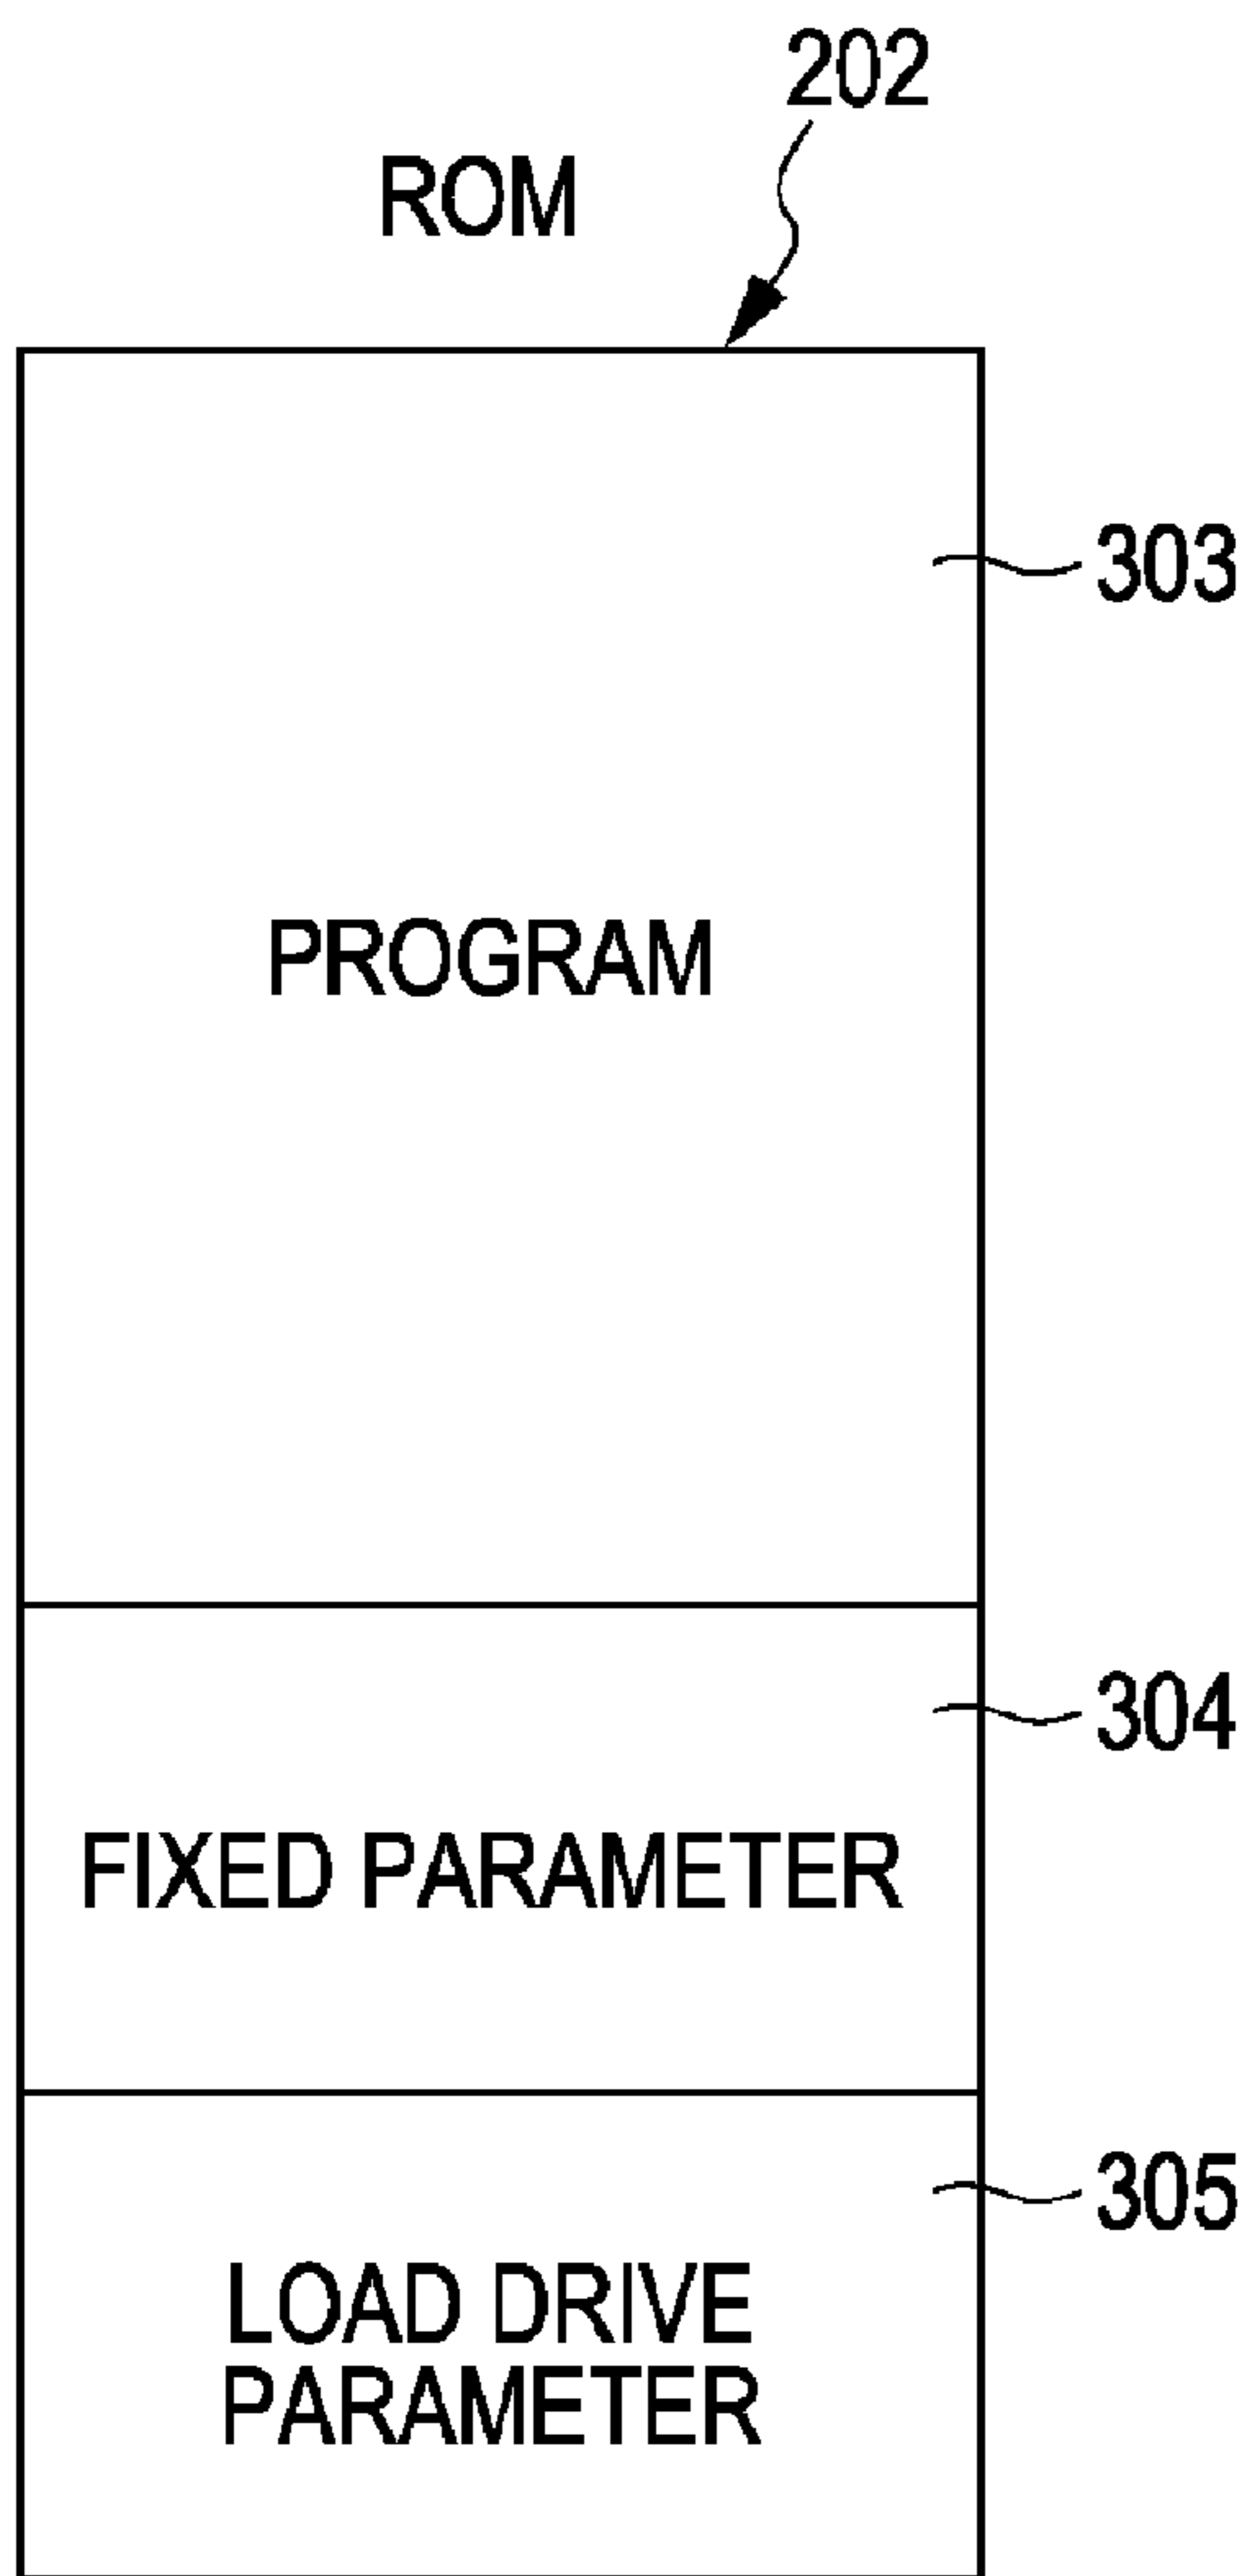 202
ROM
303
PROGRAM
304
FIXED PARAMETER
305
LOAD DRIVE
PARAMETER